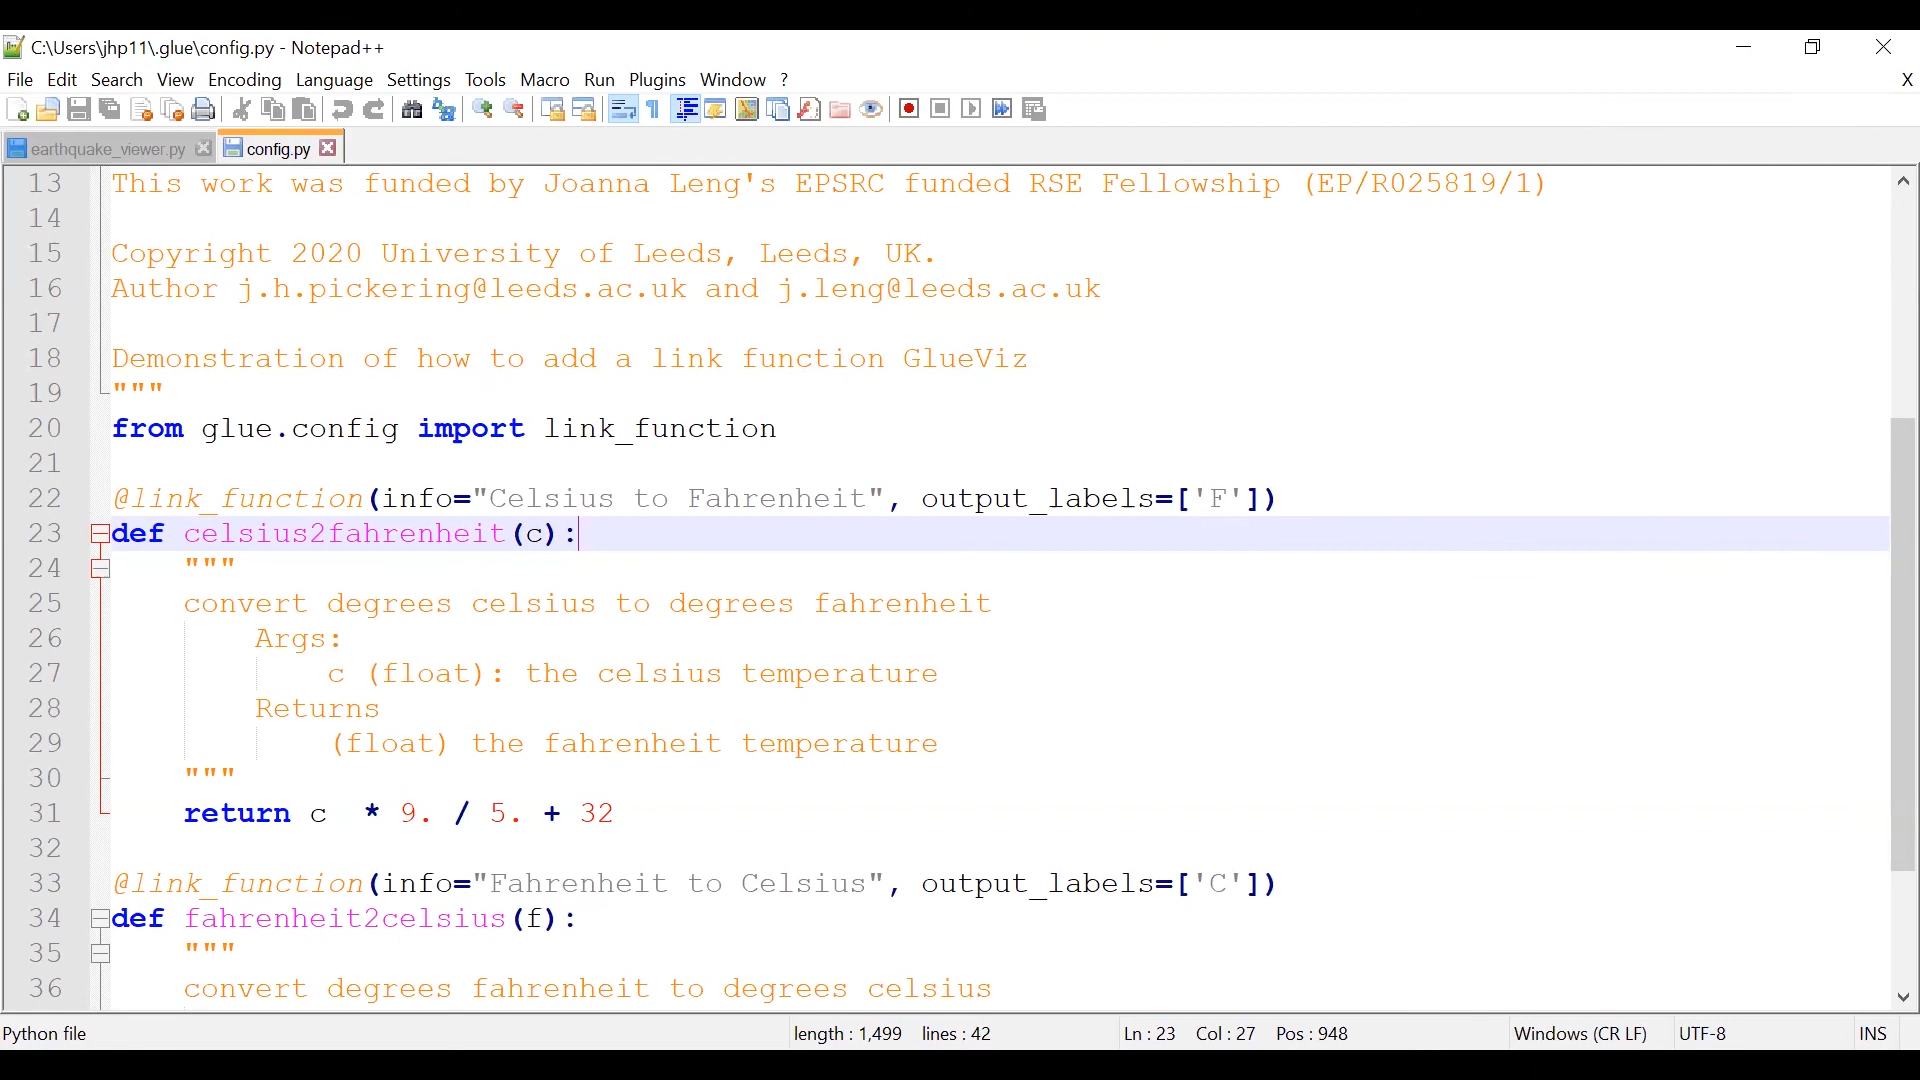 C:\Users\jhp11\.glue\config.py - Notepad++
File Edit Search View Encoding Language Settings Tools Macro Run Plugins Window ? X
earthquake_viewer.py config.py
13 This work was funded by Joanna Leng's EPSRC funded RSE Fellowship (EP/R025819/1)
14
15 Copyright 2020 University of Leeds, Leeds, UK.
16 Author j.h.pickering@leeds.ac.uk and j.leng@leeds.ac.uk
17
18 Demonstration of how to add a link function GlueViz
19 """
20 from glue.config import link_function
21
22 @link_function(info="Celsius to Fahrenheit", output_labels=['F'])
23 def celsius2fahrenheit(c):
24 """
25 convert degrees celsius to degrees fahrenheit
26 Args:
27 c (float): the celsius temperature
28 Returns
29 (float) the fahrenheit temperature
30 """
31 return c  * 9. / 5. + 32
32
33 @link_function(info="Fahrenheit to Celsius", output_labels=['C'])
34 def fahrenheit2celsius(f):
35 """
36 convert degrees fahrenheit to degrees celsius
Python file length : 1,499 lines : 42 Ln : 23 Col : 27 Pos : 948 Windows (CR LF) UTF-8 INS